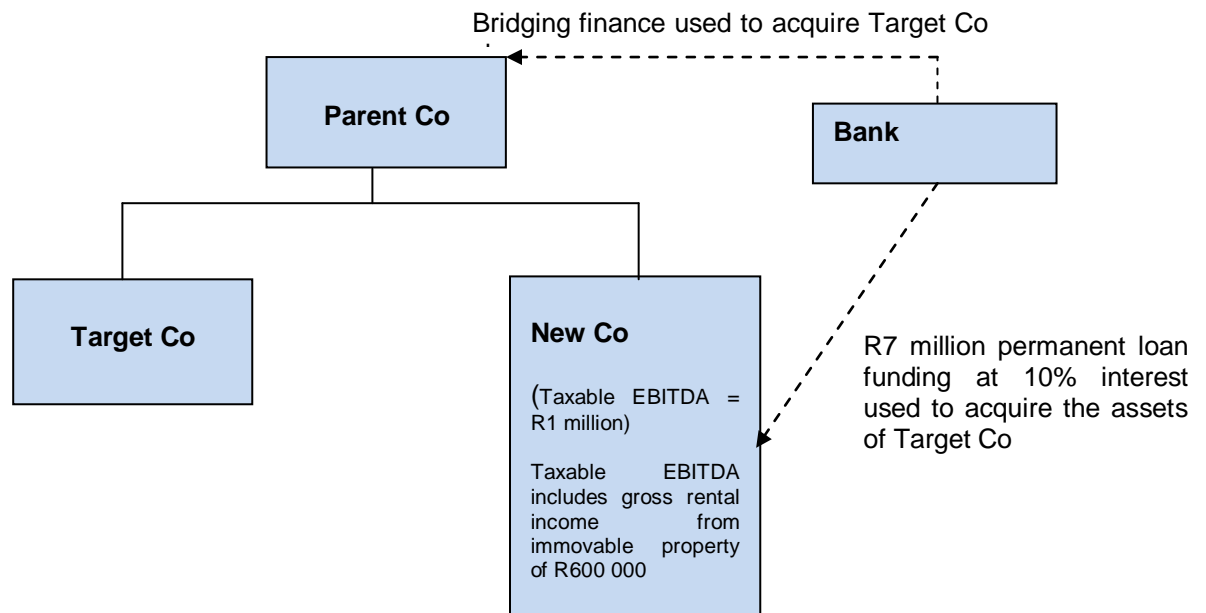 Bridging finance used to acquire Target Co
Parent Co
Bank
Target Co
New Co
(Taxable EBITDA =
R1 million)
Taxable EBITDA
includes gross rental
income from
immovable property
of R600 000
R7 million permanent loan
funding at 10% interest
used to acquire the assets
of Target Co